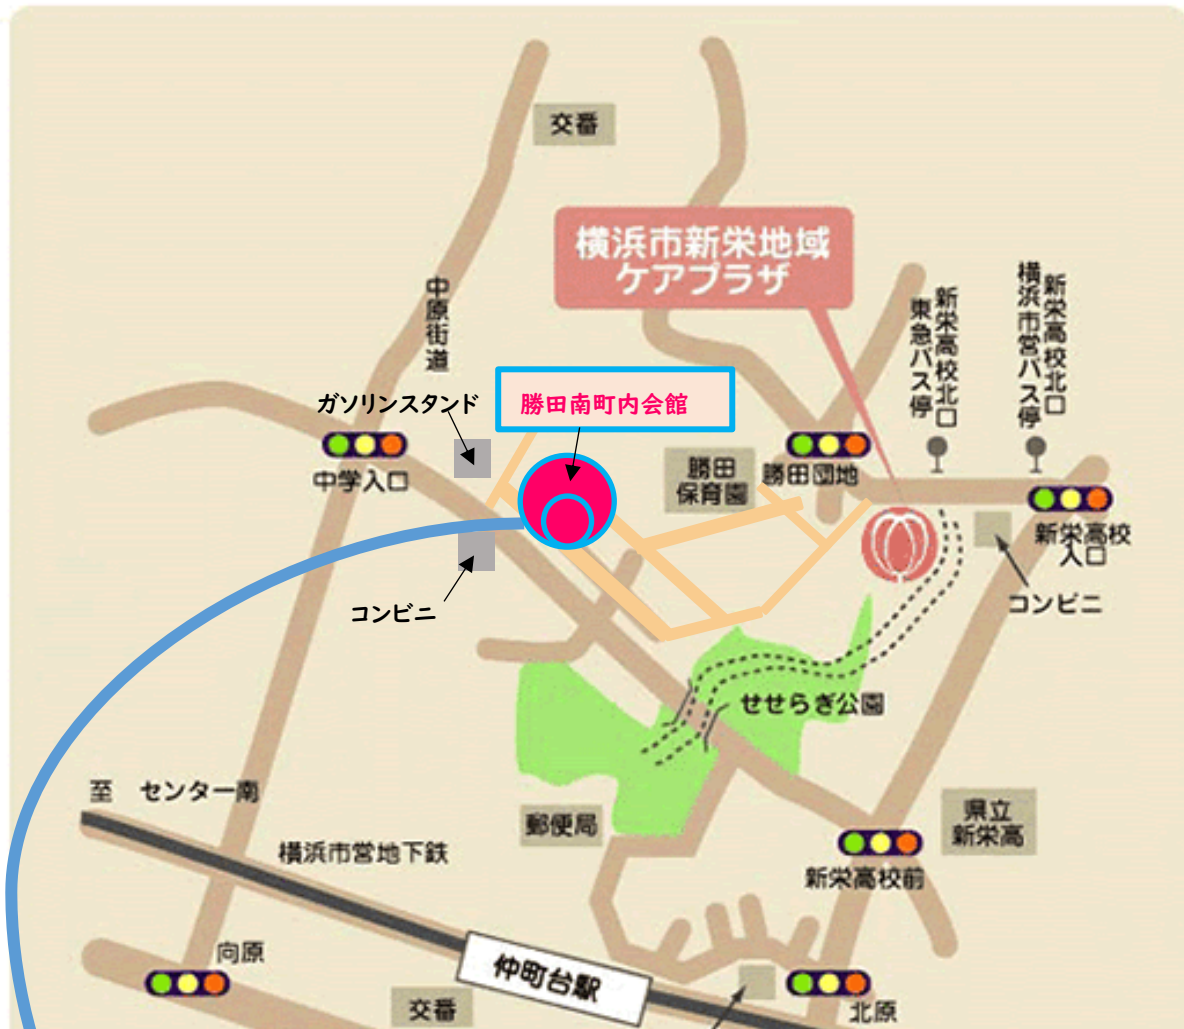 交番
横浜市新栄地域
ケアプラザ
中原街道
新栄高校北口
東急バス停
新栄高校北口
横浜市営バス停
ガソリンスタンド
勝田南町内会館
中学入口
勝田
保育園
勝田団地
新栄高校
入口
コンビニ
コンビニ
せせらぎ公園
至　センター南
郵便局
県立
新栄高
横浜市営地下鉄
新栄高校前
向原
仲町台駅
交番
北原